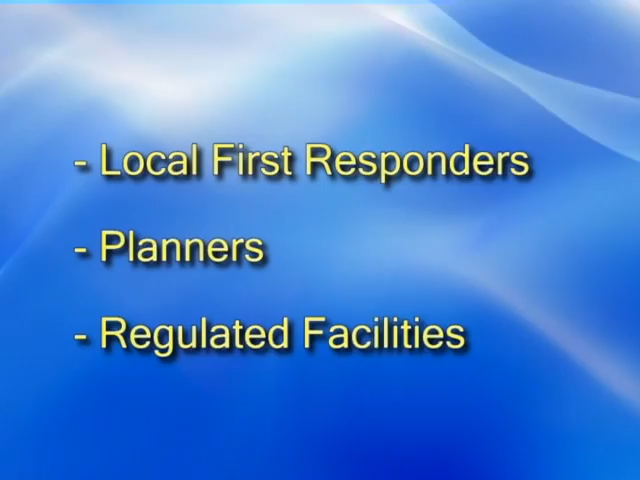 - Local First Responders
- Planners
- Regulated Facilities